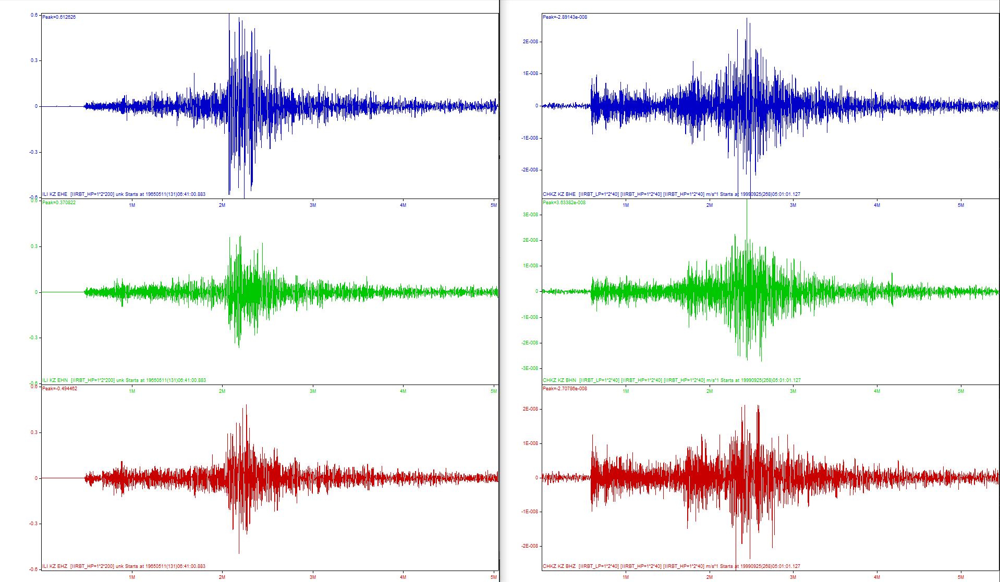 0.6
Peak=0.612626
0.3
0
-0.3
-0.6
ILI KZ EHE [IIRBT_HP=1^2^200] unk Starts at 19650511(131)06:41:00.883
1M 2M 3M 4M 5M
0.6
Peak=0.370822
0.3
0
-0.3
-0.6
ILI KZ EHN [IIRBT_HP=1^2^200] unk Starts at 19650511(131)06:41:00.883
1M 2M 3M 4M 5M
0.6
Peak=-0.494462
0.3
0
-0.3
-0.6
ILI KZ EHZ [IIRBT_HP=1^2^200] unk Starts at 19650511(131)06:41:00.883
1M 2M 3M 4M 5M
Peak=-2.89143e-008
2E-008
1E-008
0
-1E-008
-2E-008
CHKZ KZ BHE [IIRBT_LP=1^2^40] [IIRBT_HP=1^2^40] [IIRBT_HP=1^2^40] m/s^1 Starts at 19990925(268)05:01:01.127
1M 2M 3M 4M 5M
Peak=3.63382e-008
3E-008
2E-008
1E-008
0
-1E-008
-2E-008
-3E-008
CHKZ KZ BHN [IIRBT_LP=1^2^40] [IIRBT_HP=1^2^40] [IIRBT_HP=1^2^40] m/s^1 Starts at 19990925(268)05:01:01.127
1M 2M 3M 4M 5M
Peak=-2.70786e-008
2E-008
1E-008
0
-1E-008
-2E-008
CHKZ KZ BHZ [IIRBT_LP=1^2^40] [IIRBT_HP=1^2^40] [IIRBT_HP=1^2^40] m/s^1 Starts at 19990925(268)05:01:01.127
1M 2M 3M 4M 5M